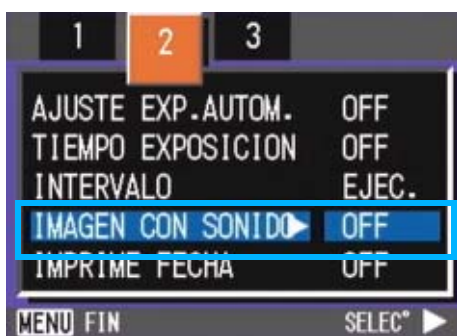 1 2 3
AJUSTE EXP.AUTOM. OFF
TIEMPO EXPOSICION OFF
INTERVALO EJEC.
IMAGEN CON SONIDO OFF
IMPRIME FECHA OFF
MENU FIN SELEC°